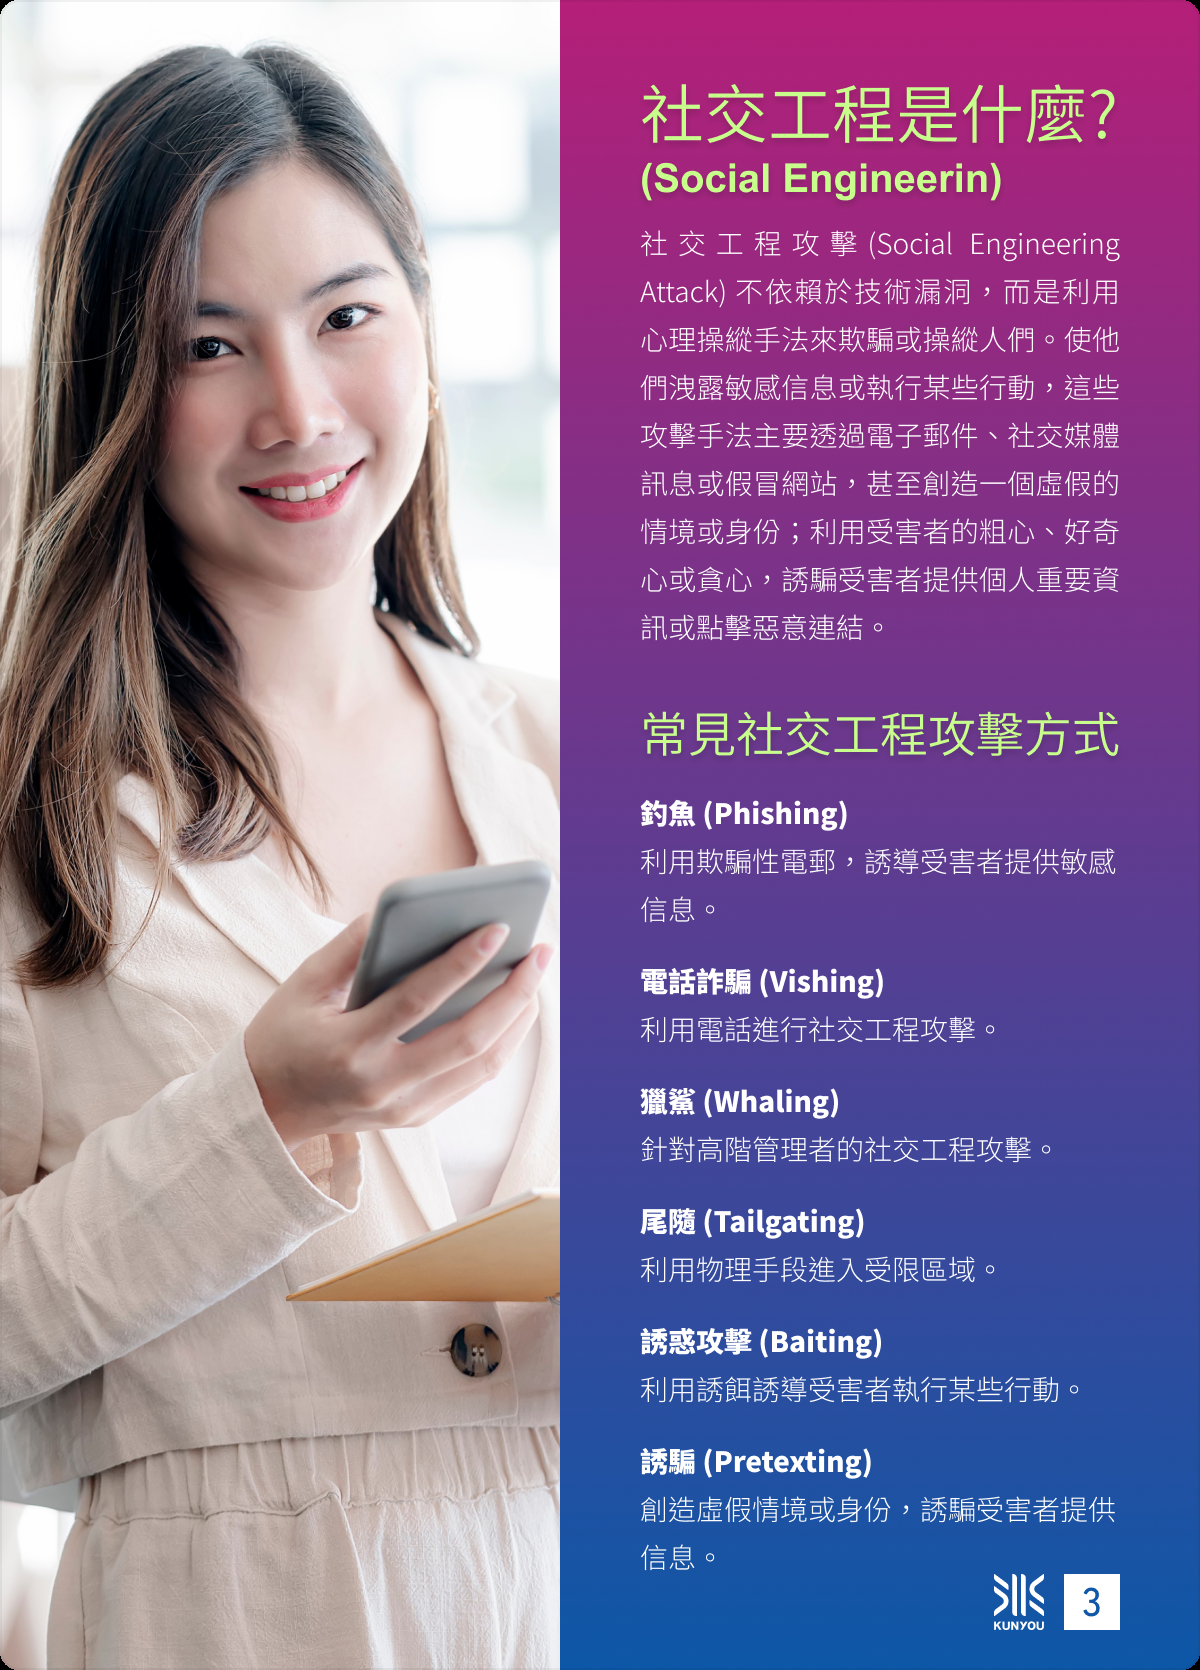 社交工程是什麼?
(Social Engineerin)
社交工程攻擊(Social Engineering
Attack) 不依賴於技術漏洞，而是利用
心理操縱手法來欺騙或操縱人們。使他
們洩露敏感信息或執行某些行動，這些
攻擊手法主要透過電子郵件、社交媒體
訊息或假冒網站，甚至創造一個虛假的
情境或身份；利用受害者的粗心、好奇
心或貪心，誘騙受害者提供個人重要資
訊或點擊惡意連結。
常見社交工程攻擊方式
釣魚 (Phishing)
利用欺騙性電郵，誘導受害者提供敏感
信息。
電話詐騙 (Vishing)
利用電話進行社交工程攻擊。
獵鯊 (Whaling)
針對高階管理者的社交工程攻擊。
尾隨 (Tailgating)
利用物理手段進入受限區域。
誘惑攻擊 (Baiting)
利用誘餌誘導受害者執行某些行動。
誘騙 (Pretexting)
創造虛假情境或身份，誘騙受害者提供
信息。
KUNYOU
3